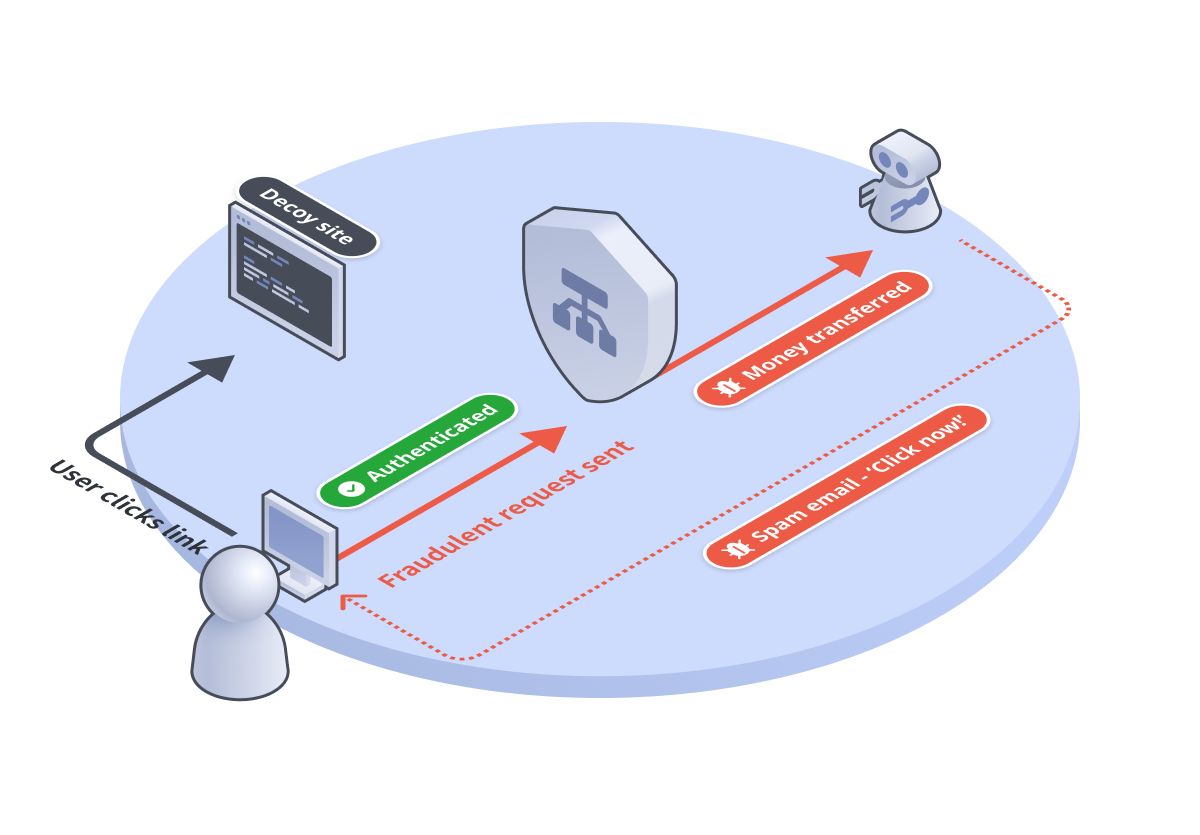 Decoy site
Money transferred
Authenticated
User clicks link
Fraudulent request sent
Spam email - 'Click now!'